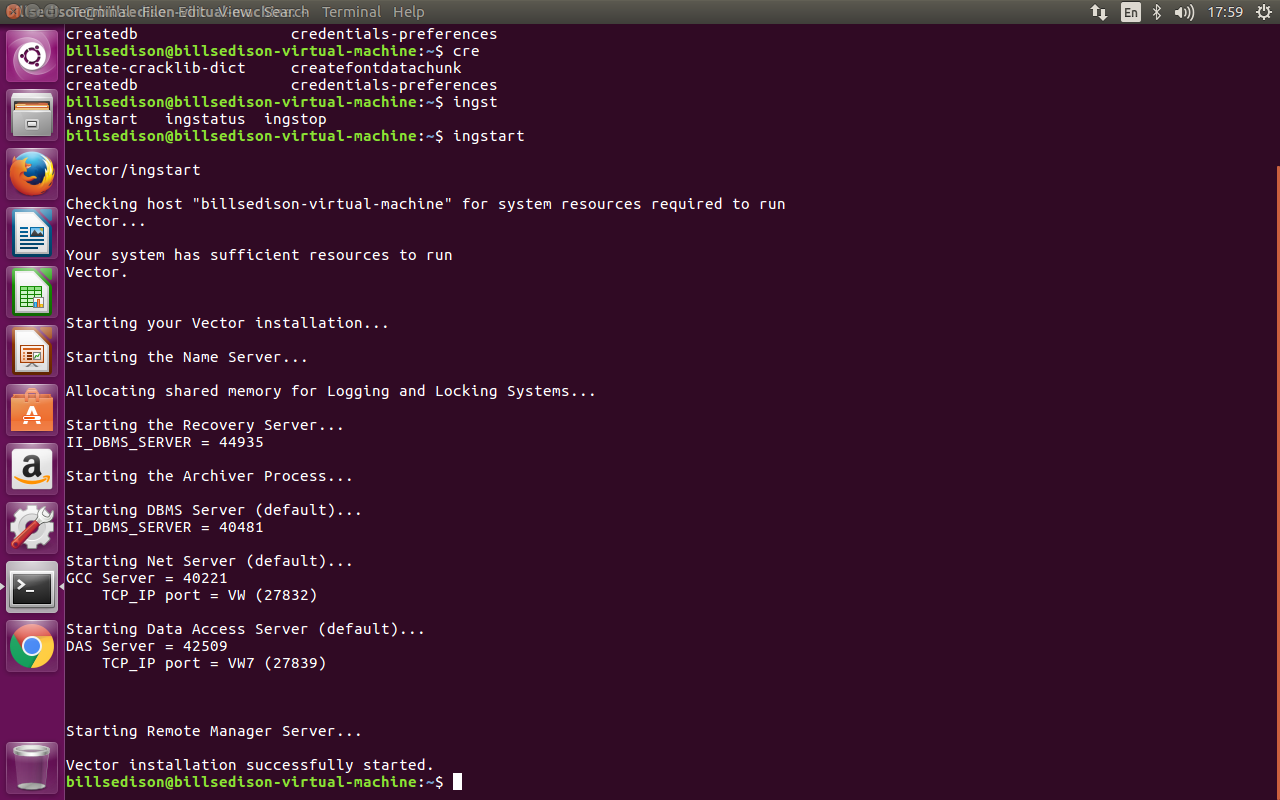 Terminal Help En 17:59
createdb credentials-preferences
billsedison@billsedison-virtual-machine:~$ cre
create-cracklib-dict createfontdatachunk
createdb credentials-preferences
billsedison@billsedison-virtual-machine:~$ ingst
ingstart ingstatus ingstop
billsedison@billsedison-virtual-machine:~$ ingstart
Vector/ingstart
Checking host "billsedison-virtual-machine" for system resources required to run
Vector...
Your system has sufficient resources to run
Vector.
Starting your Vector installation...
Starting the Name Server...
Allocating shared memory for Logging and Locking Systems...
Starting the Recovery Server...
II_DBMS_SERVER = 44935
Starting the Archiver Process...
Starting DBMS Server (default)...
II_DBMS_SERVER = 40481
Starting Net Server (default)...
GCC Server = 40221
TCP_IP port = VW (27832)
Starting Data Access Server (default)...
DAS Server = 42509
TCP_IP port = VW7 (27839)
Starting Remote Manager Server...
Vector installation successfully started.
billsedison@billsedison-virtual-machine:~$